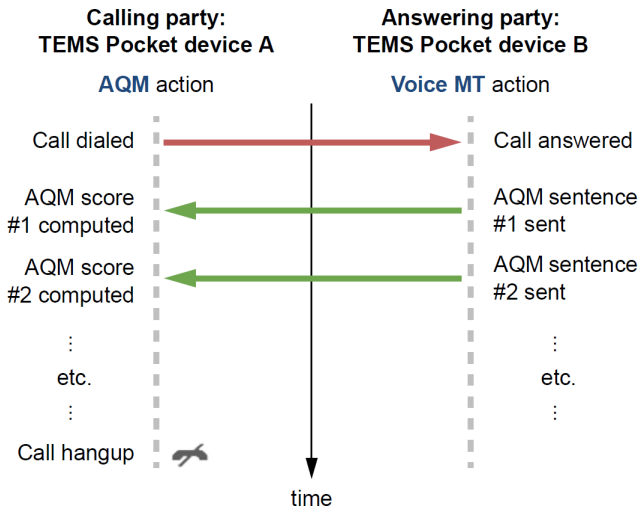 Calling party:
TEMS Pocket device A
Answering party:
TEMS Pocket device B
AQM action
Voice MT action
Call dialed
Call answered
AQM score
#1 computed
AQM sentence
#1 sent
AQM score
#2 computed
AQM sentence
#2 sent
⋮
etc.
⋮
⋮
etc.
⋮
Call hangup
time